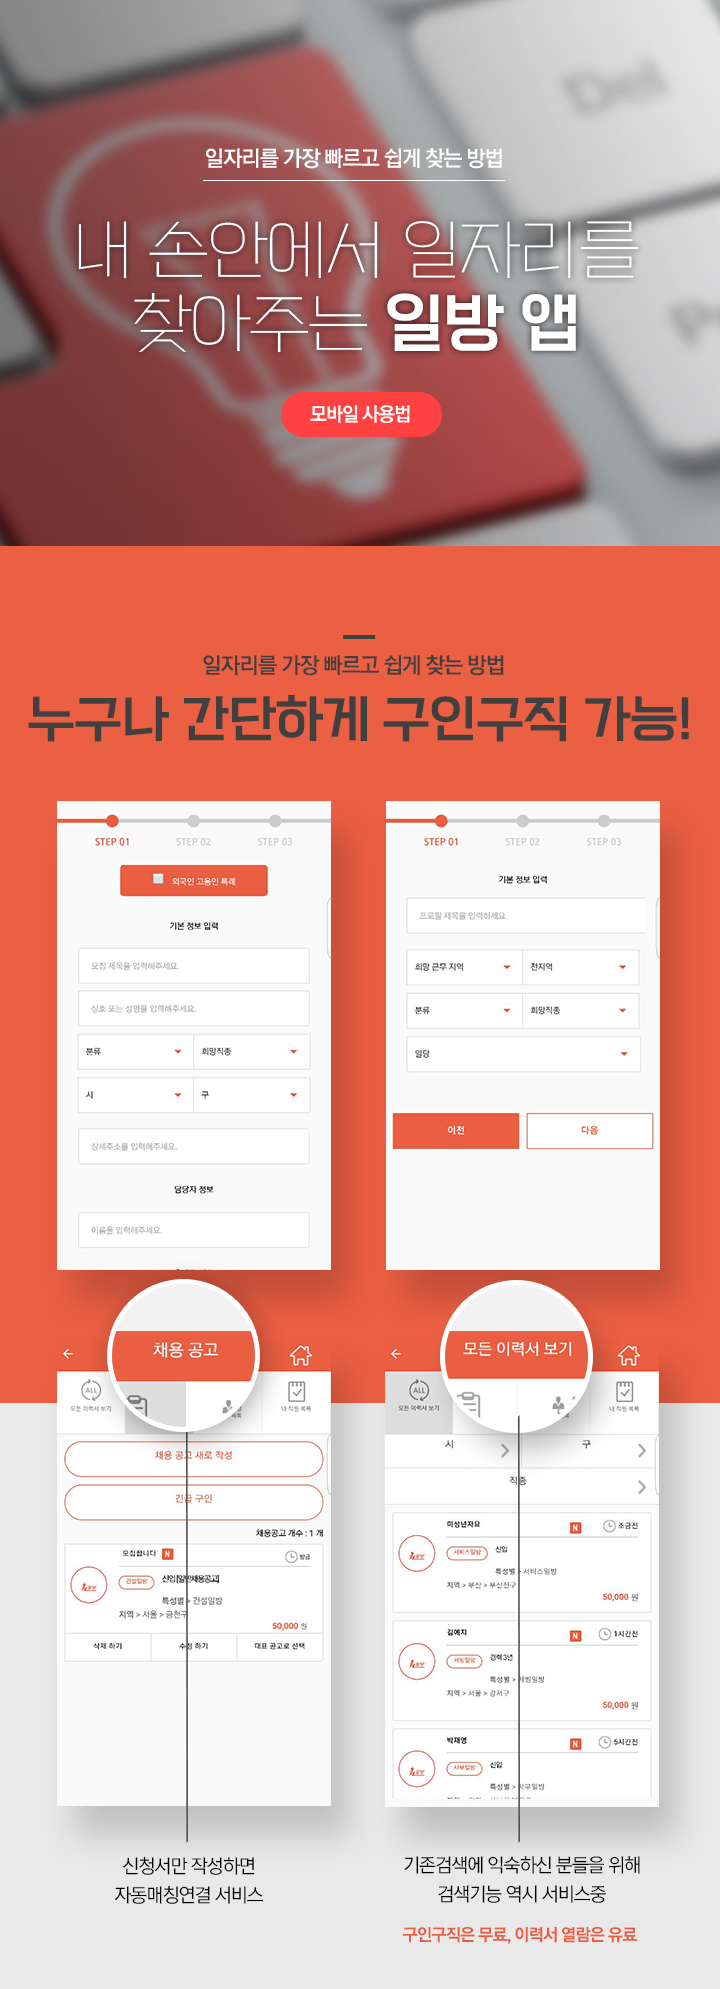 Del
일자리를 가장 빠르고 쉽게 찾는 방법
내 손안에서 일자리를
찾아주는 일방 앱
모바일 사용법
일자리를 가장 빠르고 쉽게 찾는 방법
누구나 간단하게 구인구직 가능!
STEP 01 STEP 02 STEP 03
외국인 고용인 특례
기본 정보 입력
모집 제목을 입력해주세요.
상호 또는 성명을 입력해주세요.
분류 희망직종
시 구
상세주소를 입력해주세요.
담당자 정보
이름을 입력해주세요.
STEP 01 STEP 02 STEP 03
기본 정보 입력
프로필 제목을 입력하세요.
희망 근무 지역 전지역
분류 희망직종
일당
이전 다음
채용 공고
ALL
모든 이력서 보기 목록 내 직원 목록
채용 공고 새로 작성
긴급 구인
채용공고 개수 : 1 개
모집합니다 N 방금
건설일방 신입[일반채용공고]
특성별 > 건설일방
지역 > 서울 > 금천구
50,000 원
삭제 하기 수정 하기 대표 공고로 선택
모든 이력서 보기
ALL
모든 이력서 보기 목록 내 직원 목록
시 구
직종
미성년자요 N 조금전
서비스일방 신입
특성별 > 서비스일방
지역 > 부산 > 부산진구
50,000 원
김예지 N 1시간전
서빙일방 경력3년
특성별 > 서빙일방
지역 > 서울 > 강서구
50,000 원
박재영 N 5시간전
사무일방 신입
특성별 > 사무일방
신청서만 작성하면
자동매칭연결 서비스
기존검색에 익숙하신 분들을 위해
검색기능 역시 서비스중
구인구직은 무료, 이력서 열람은 유료